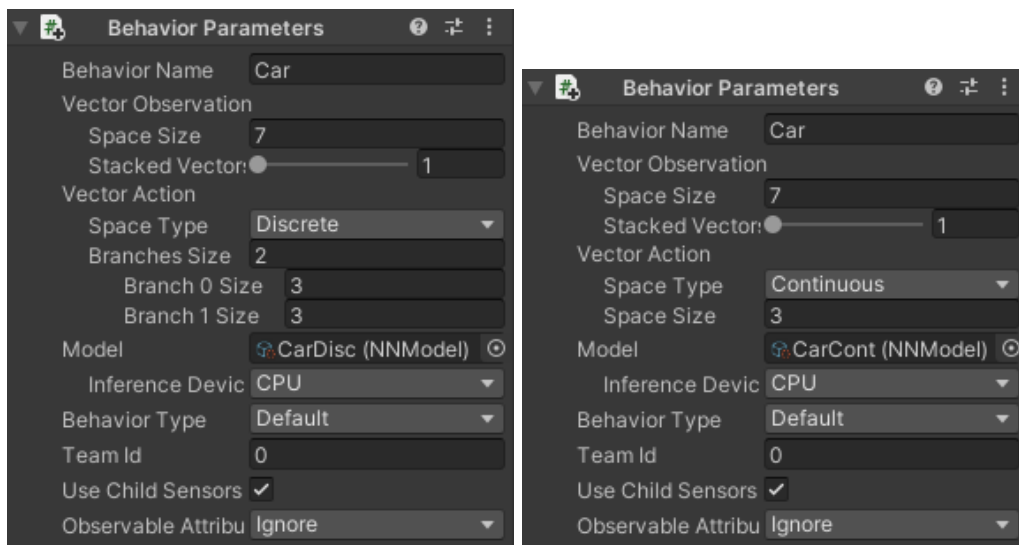 Behavior Parameters
Behavior Name Car
Vector Observation
Space Size 7
Stacked Vector: 1
Vector Action
Space Type Discrete
Branches Size 2
Branch 0 Size 3
Branch 1 Size 3
Model CarDisc (NNModel)
Inference Devic CPU
Behavior Type Default
Team Id 0
Use Child Sensors
Observable Attribu Ignore
Behavior Parameters
Behavior Name Car
Vector Observation
Space Size 7
Stacked Vector: 1
Vector Action
Space Type Continuous
Space Size 3
Model CarCont (NNModel)
Inference Devic CPU
Behavior Type Default
Team Id 0
Use Child Sensors
Observable Attribu Ignore